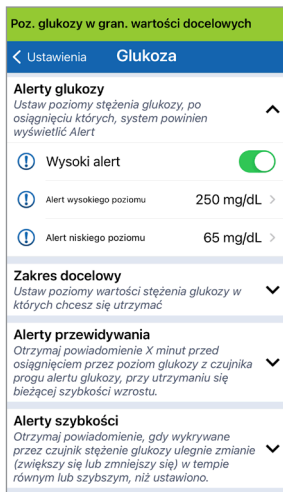 Poz. glukozy w gran. wartości docelowych
Ustawienia Glukoza
Alerty glukozy
Ustaw poziomy stężenia glukozy, po
osiągnięciu których, system powinien
wyświetlić Alert
Wysoki alert
Alert wysokiego poziomu 250 mg/dL
Alert niskiego poziomu 65 mg/dL
Zakres docelowy
Ustaw poziomy wartości stężenia glukozy w
których chcesz się utrzymać
Alerty przewidywania
Otrzymaj powiadomienie X minut przed
osiągnięciem przez poziom glukozy z czujnika
progu alertu glukozy, przy utrzymaniu się
bieżącej szybkości wzrostu.
Alerty szybkości
Otrzymaj powiadomienie, gdy wykrywane
przez czujnik stężenie glukozy ulegnie zmianie
(zwiększy się lub zmniejszy się) w tempie
równym lub szybszym, niż ustawiono.